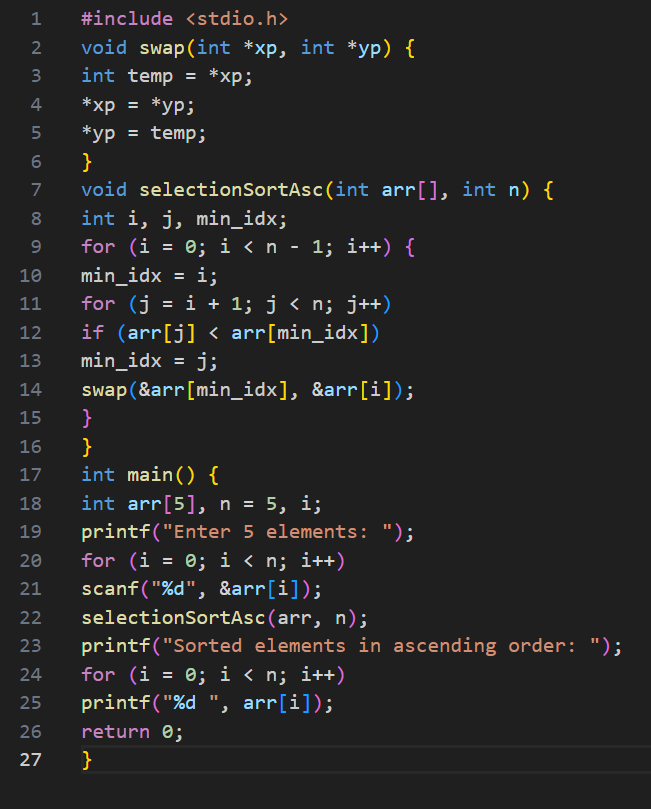 1 #include <stdio.h>
2 void swap(int *xp, int *yp) {
3 int temp = *xp;
4 *xp = *yp;
5 *yp = temp;
6 }
7 void selectionSortAsc(int arr[], int n) {
8 int i, j, min_idx;
9 for (i = 0; i < n - 1; i++) {
10 min_idx = i;
11 for (j = i + 1; j < n; j++)
12 if (arr[j] < arr[min_idx])
13 min_idx = j;
14 swap(&arr[min_idx], &arr[i]);
15 }
16 }
17 int main() {
18 int arr[5], n = 5, i;
19 printf("Enter 5 elements: ");
20 for (i = 0; i < n; i++)
21 scanf("%d", &arr[i]);
22 selectionSortAsc(arr, n);
23 printf("Sorted elements in ascending order: ");
24 for (i = 0; i < n; i++)
25 printf("%d ", arr[i]);
26 return 0;
27 }